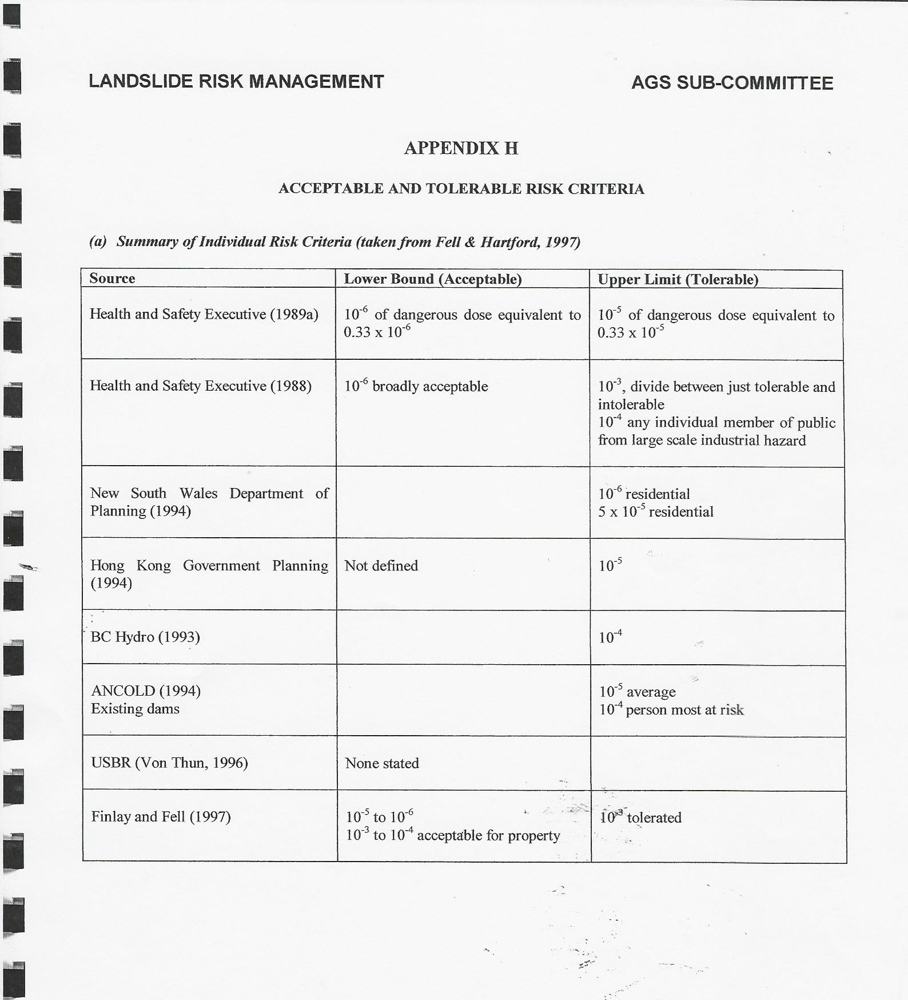 LANDSLIDE RISK MANAGEMENT AGS SUB-COMMITTEE
APPENDIX H
ACCEPTABLE AND TOLERABLE RISK CRITERIA
(a) Summary of Individual Risk Criteria (taken from Fell & Hartford, 1997)
Source Lower Bound (Acceptable) Upper Limit (Tolerable)
Health and Safety Executive (1989a)
10⁻⁶ of dangerous dose equivalent to
0.33 x 10⁻⁶
10⁻⁵ of dangerous dose equivalent to
0.33 x 10⁻⁵
Health and Safety Executive (1988)
10⁻⁶ broadly acceptable
10⁻³, divide between just tolerable and
intolerable
10⁻⁴ any individual member of public
from large scale industrial hazard
New South Wales Department of
Planning (1994)
10⁻⁶ residential
5 x 10⁻⁵ residential
Hong Kong Government Planning
(1994)
Not defined
10⁻⁵
BC Hydro (1993)
10⁻⁴
ANCOLD (1994)
Existing dams
10⁻⁵ average
10⁻⁴ person most at risk
USBR (Von Thun, 1996)
None stated
Finlay and Fell (1997)
10⁻⁵ to 10⁻⁶
10⁻³ to 10⁻⁴ acceptable for property
10⁻³ tolerated